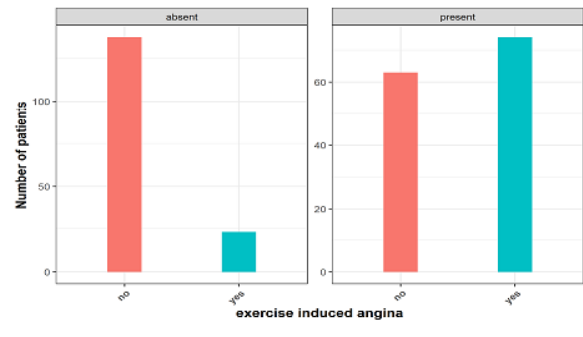 absent present
Number of patients
100
50
0
60
40
20
0
no yes no yes
exercise induced angina